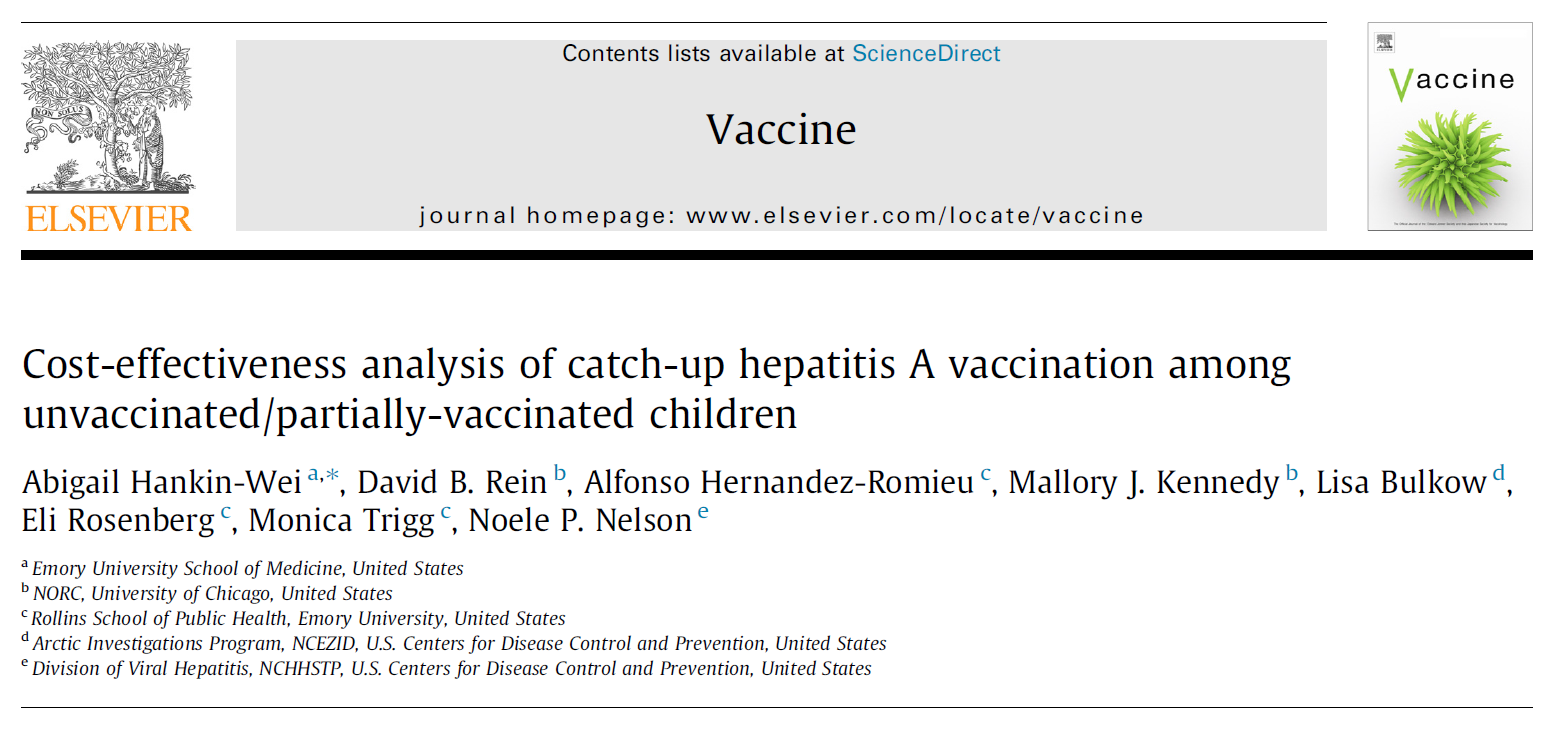 Contents lists available at ScienceDirect
Vaccine
journal homepage: www.elsevier.com/locate/vaccine
NON SOLUS
ELSEVIER
Vaccine
Cost-effectiveness analysis of catch-up hepatitis A vaccination among
unvaccinated/partially-vaccinated children
Abigail Hankin-Wei a,*, David B. Rein b, Alfonso Hernandez-Romieu c, Mallory J. Kennedy b, Lisa Bulkow d,
Eli Rosenberg c, Monica Trigg c, Noele P. Nelson e
a Emory University School of Medicine, United States
b NORC, University of Chicago, United States
c Rollins School of Public Health, Emory University, United States
d Arctic Investigations Program, NCEZID, U.S. Centers for Disease Control and Prevention, United States
e Division of Viral Hepatitis, NCHHSTP, U.S. Centers for Disease Control and Prevention, United States